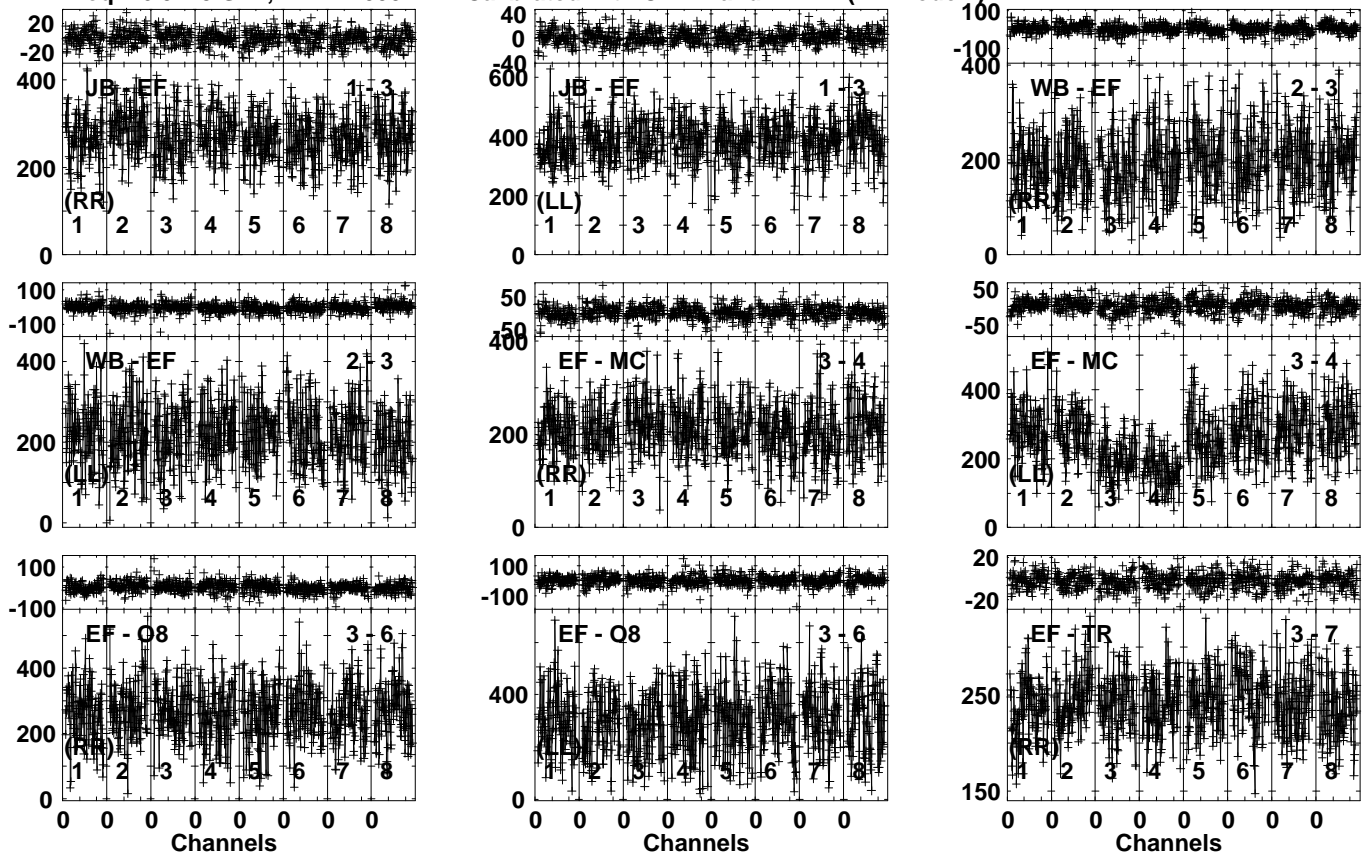 20
-20
400
200
0
JB - EF 1 - 3
(RR)
1 2 3 4 5 6 7 8
40
0
-40
600
400
200
0
JB - EF 1 - 3
(LL)
1 2 3 4 5 6 7 8
100
-100
400
200
0
WB - EF 2 - 3
(RR)
1 2 3 4 5 6 7 8
100
-100
400
200
0
WB - EF 2 - 3
(LL)
1 2 3 4 5 6 7 8
50
-50
400
200
0
EF - MC 3 - 4
(RR)
1 2 3 4 5 6 7 8
50
-50
400
200
0
EF - MC 3 - 4
(LL)
1 2 3 4 5 6 7 8
100
-100
400
200
0
EF - O8 3 - 6
(RR)
1 2 3 4 5 6 7 8
0 0 0 0 0 0 0 0
Channels
100
-100
400
0
EF - O8 3 - 6
(LL)
1 2 3 4 5 6 7 8
0 0 0 0 0 0 0 0
Channels
20
-20
250
150
EF - TR 3 - 7
(RR)
1 2 3 4 5 6 7 8
0 0 0 0 0 0 0 0
Channels